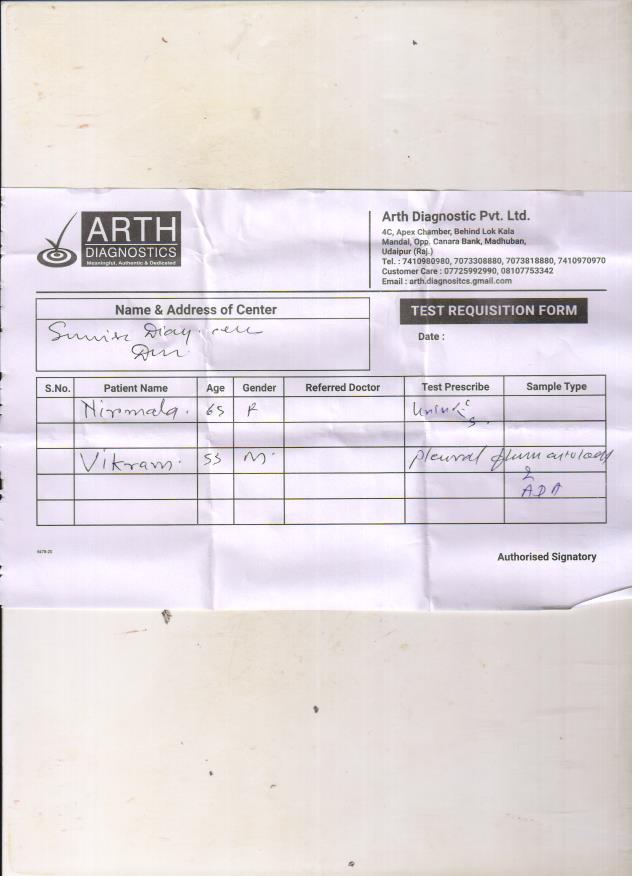 ARTH
DIAGNOSTICS
Meaningful, Authentic & Dedicated
Arth Diagnostic Pvt. Ltd.
4C, Apex Chamber, Behind Lok Kala
Mandal, Opp. Canara Bank, Madhuban,
Udaipur (Raj.)
Tel. : 7410980980, 7073308880, 7073818880, 7410970970
Customer Care : 07225992990, 08107753342
Email : arth.diagnositcs.gmail.com
Name & Address of Center
TEST REQUISITION FORM
Date :
S.No. Patient Name Age Gender Referred Doctor Test Prescribe Sample Type
Nirmala. 65 F
Vikram. 55 M. pleural
&
ADA
Authorised Signatory